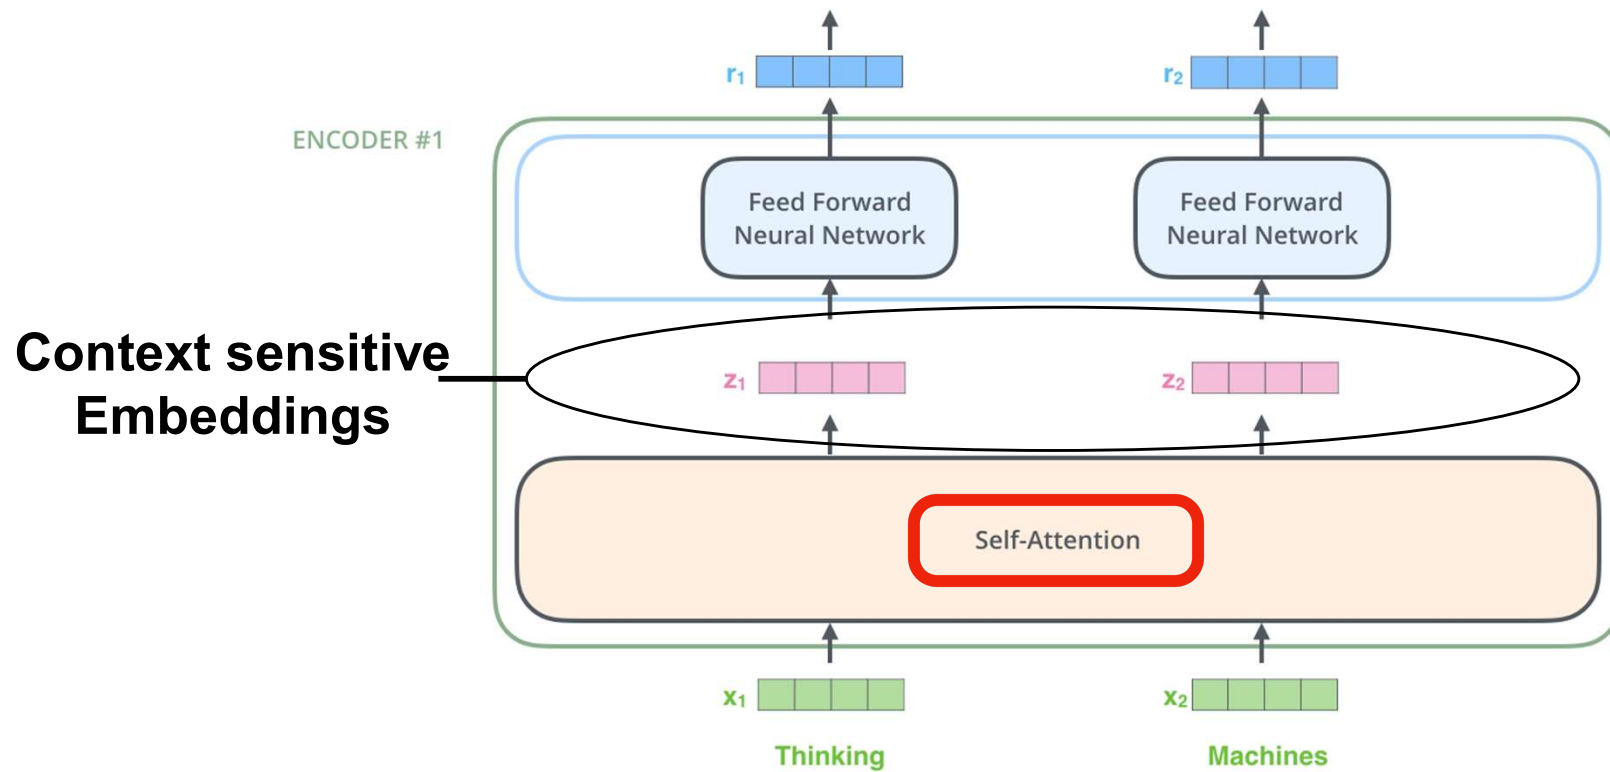 r1
r2
ENCODER #1
Feed Forward
Neural Network
Feed Forward
Neural Network
Context sensitive
Embeddings
z1
z2
Self-Attention
x1
x2
Thinking
Machines